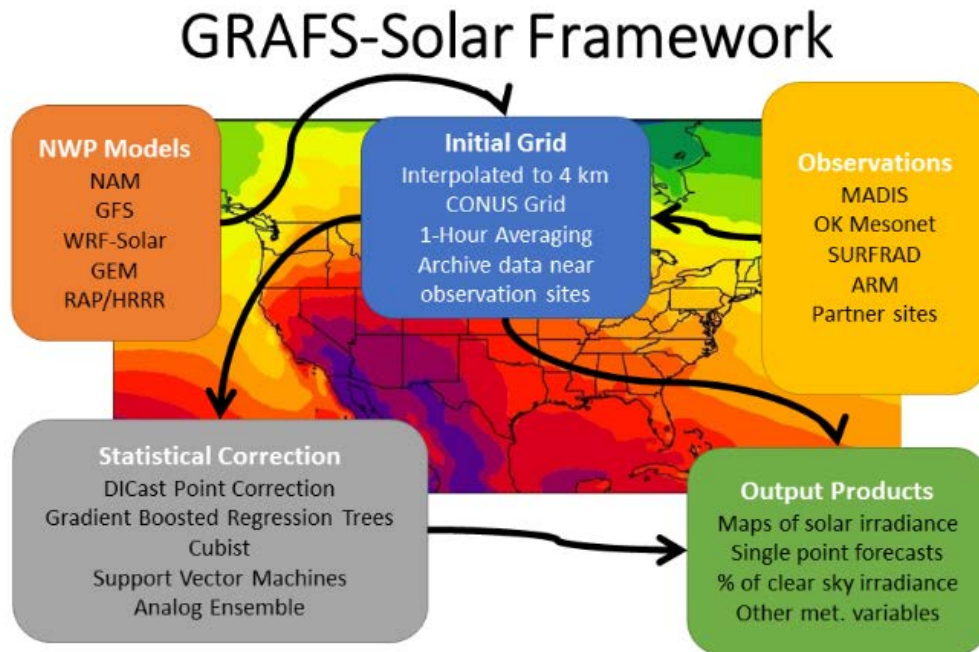 GRAFS-Solar Framework
NWP Models
NAM
GFS
WRF-Solar
GEM
RAP/HRRR
Initial Grid
Interpolated to 4 km
CONUS Grid
1-Hour Averaging
Archive data near
observation sites
Observations
MADIS
OK Mesonet
SURFRAD
ARM
Partner sites
Statistical Correction
DICast Point Correction
Gradient Boosted Regression Trees
Cubist
Support Vector Machines
Analog Ensemble
Output Products
Maps of solar irradiance
Single point forecasts
% of clear sky irradiance
Other met. variables